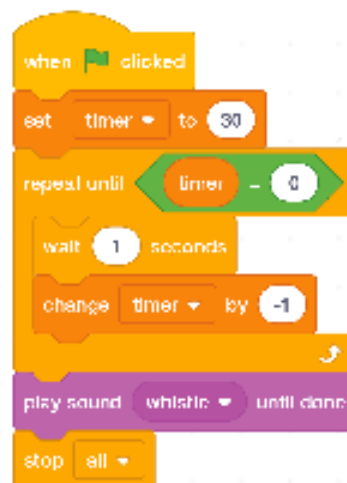 when clicked
set timer to 30
repeat until timer = 0
wait 1 seconds
change timer by -1
play sound whistle until done
stop all